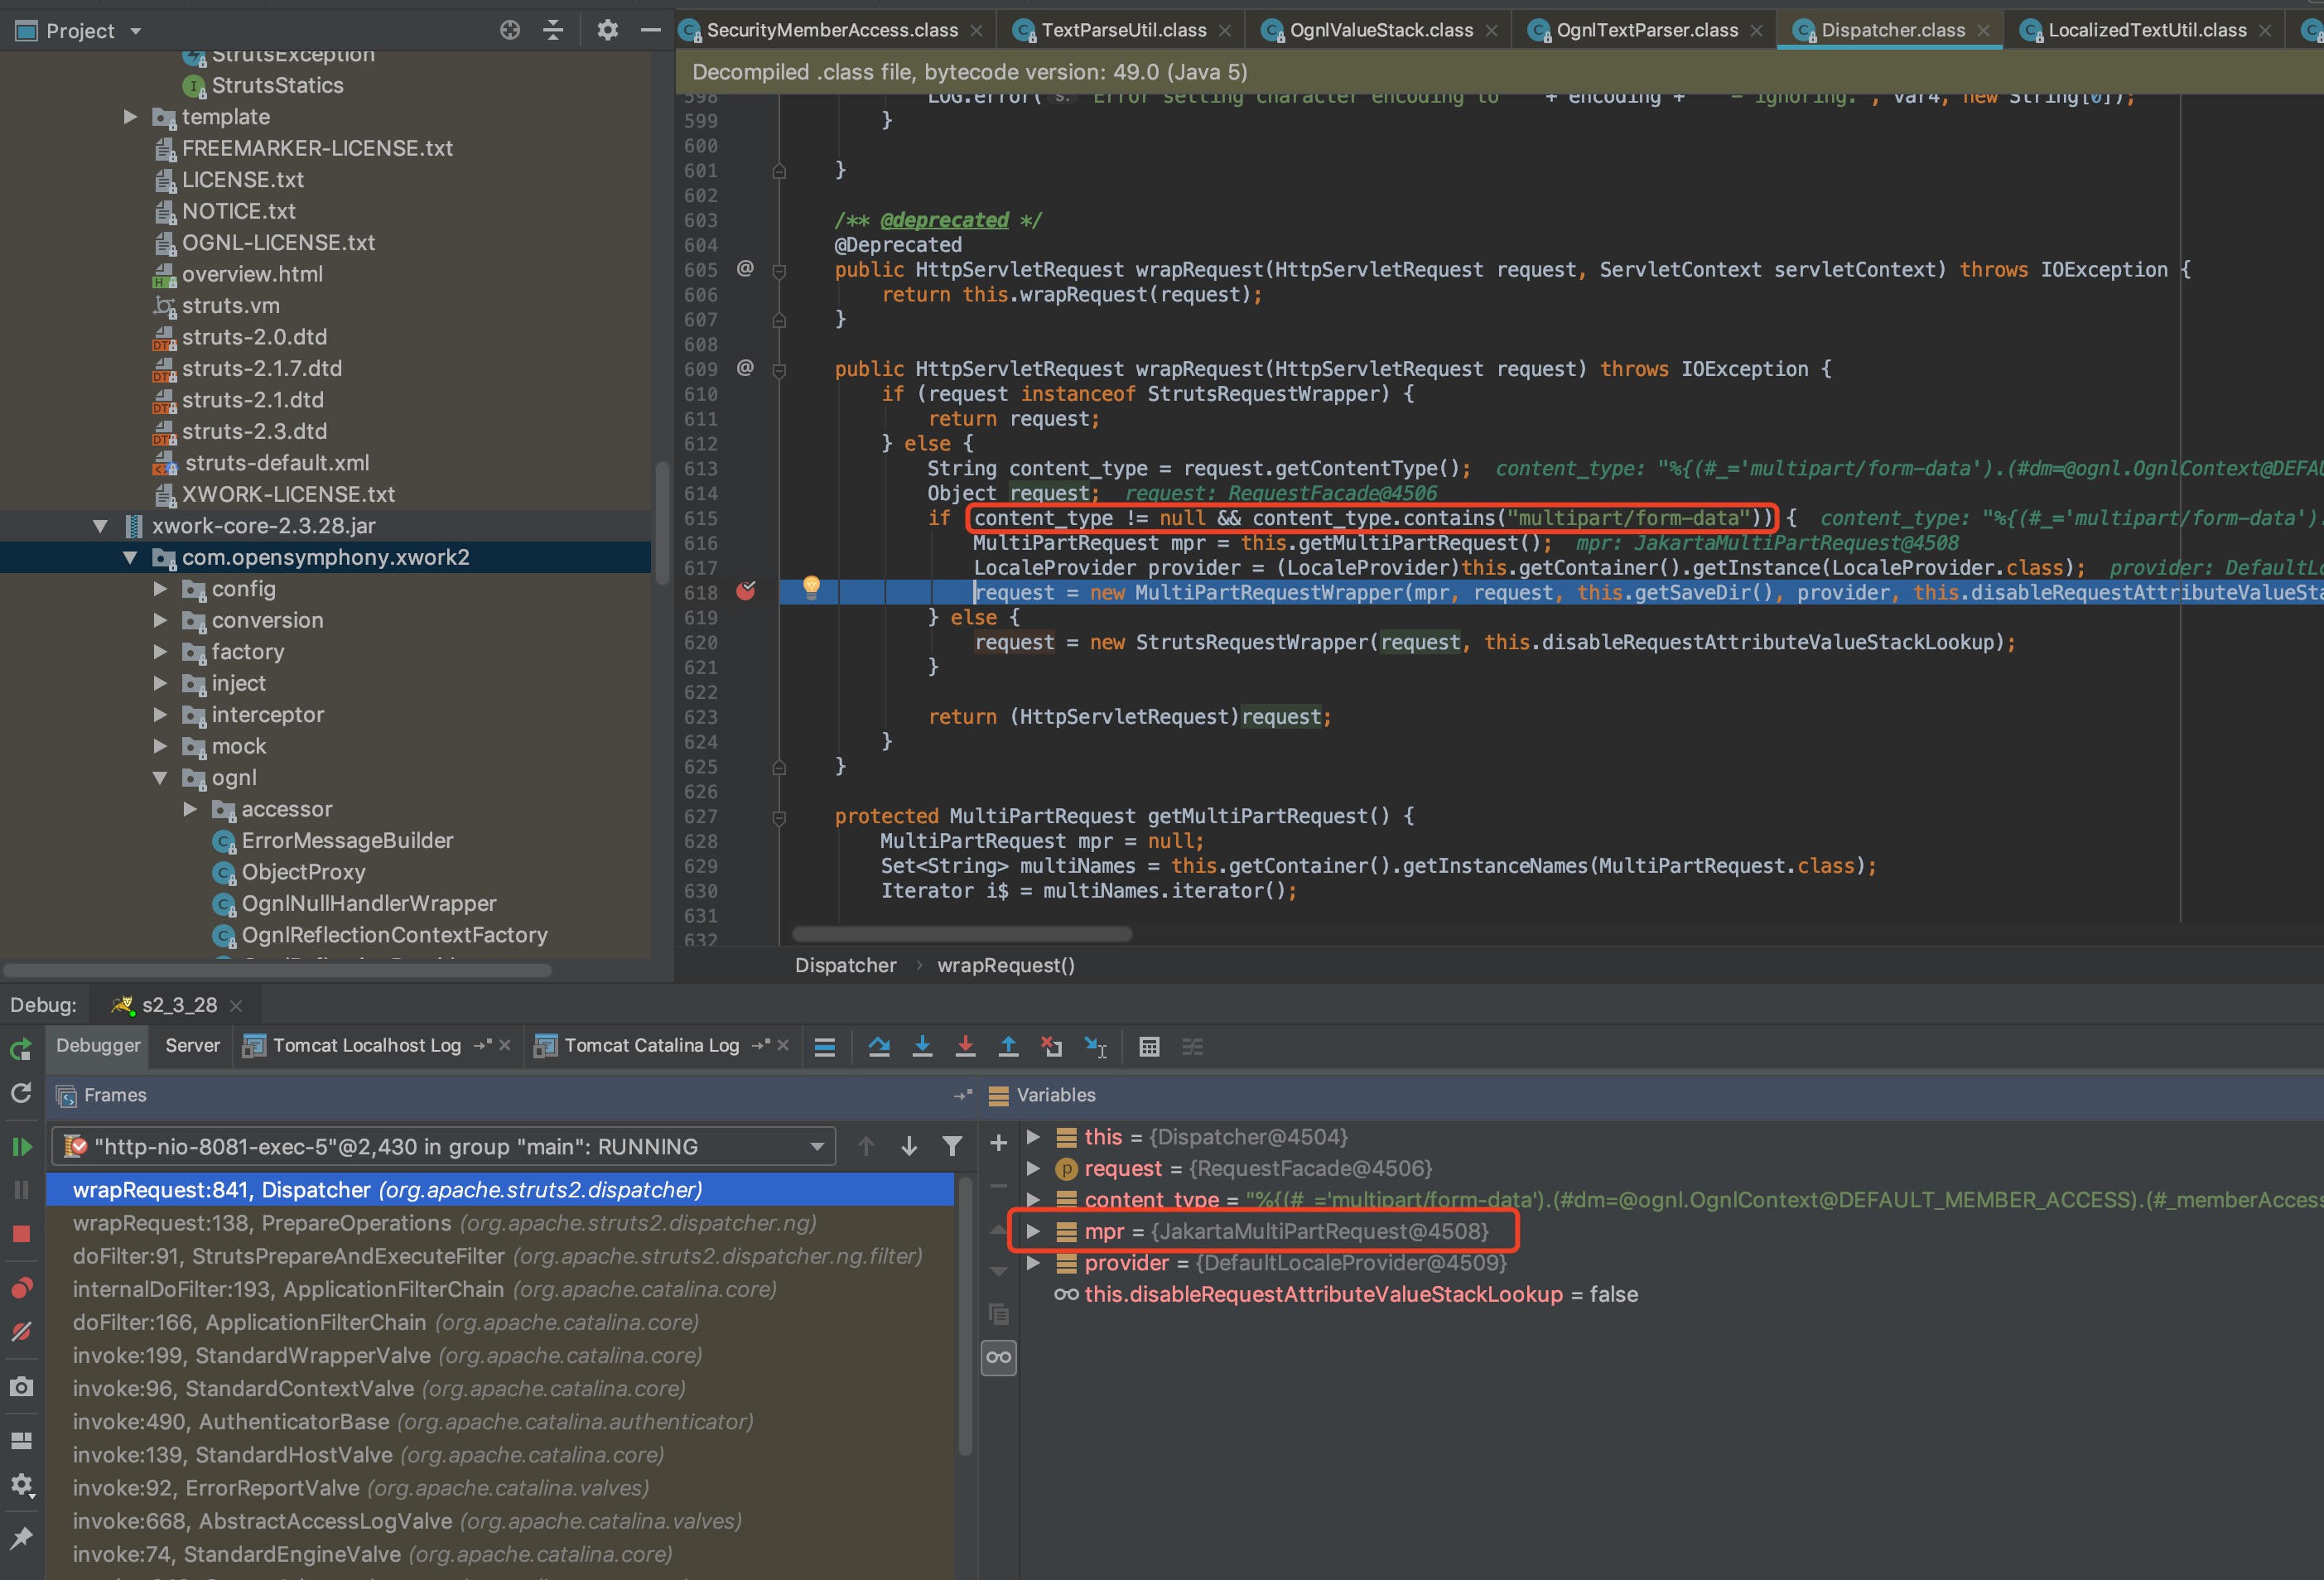 Project
StrutsException
StrutsStatics
template
FREEMARKER-LICENSE.txt
LICENSE.txt
NOTICE.txt
OGNL-LICENSE.txt
overview.html
struts.vm
struts-2.0.dtd
struts-2.1.7.dtd
struts-2.1.dtd
struts-2.3.dtd
struts-default.xml
XWORK-LICENSE.txt
xwork-core-2.3.28.jar
com.opensymphony.xwork2
config
conversion
factory
inject
interceptor
mock
ognl
accessor
ErrorMessageBuilder
ObjectProxy
OgnlNullHandlerWrapper
OgnlReflectionContextFactory
SecurityMemberAccess.class TextParseUtil.class OgnlValueStack.class OgnlTextParser.class Dispatcher.class LocalizedTextUtil.class
Decompiled .class file, bytecode version: 49.0 (Java 5)
598 LOG.error( s: "Error setting character encoding to '" + encoding + "' - ignoring.", var4, new String[0]);
599 }
600
601 }
602
603 /** @deprecated */
604 @Deprecated
605 @ public HttpServletRequest wrapRequest(HttpServletRequest request, ServletContext servletContext) throws IOException {
606 return this.wrapRequest(request);
607 }
608
609 @ public HttpServletRequest wrapRequest(HttpServletRequest request) throws IOException {
610 if (request instanceof StrutsRequestWrapper) {
611 return request;
612 } else {
613 String content_type = request.getContentType(); content_type: "%{(#_='multipart/form-data').(#dm=@ognl.OgnlContext@DEFAU
614 Object request; request: RequestFacade@4506
615 if (content_type != null && content_type.contains("multipart/form-data")) { content_type: "%{(#_='multipart/form-data').
616 MultiPartRequest mpr = this.getMultiPartRequest(); mpr: JakartaMultiPartRequest@4508
617 LocaleProvider provider = (LocaleProvider)this.getContainer().getInstance(LocaleProvider.class); provider: DefaultLo
618 request = new MultiPartRequestWrapper(mpr, request, this.getSaveDir(), provider, this.disableRequestAttributeValueSta
619 } else {
620 request = new StrutsRequestWrapper(request, this.disableRequestAttributeValueStackLookup);
621 }
622
623 return (HttpServletRequest)request;
624 }
625 }
626
627 protected MultiPartRequest getMultiPartRequest() {
628 MultiPartRequest mpr = null;
629 Set<String> multiNames = this.getContainer().getInstanceNames(MultiPartRequest.class);
630 Iterator i$ = multiNames.iterator();
631
632
Dispatcher › wrapRequest()
Debug: s2_3_28
Debugger Server Tomcat Localhost Log Tomcat Catalina Log
Frames
"http-nio-8081-exec-5"@2,430 in group "main": RUNNING
wrapRequest:841, Dispatcher (org.apache.struts2.dispatcher)
wrapRequest:138, PrepareOperations (org.apache.struts2.dispatcher.ng)
doFilter:91, StrutsPrepareAndExecuteFilter (org.apache.struts2.dispatcher.ng.filter)
internalDoFilter:193, ApplicationFilterChain (org.apache.catalina.core)
doFilter:166, ApplicationFilterChain (org.apache.catalina.core)
invoke:199, StandardWrapperValve (org.apache.catalina.core)
invoke:96, StandardContextValve (org.apache.catalina.core)
invoke:490, AuthenticatorBase (org.apache.catalina.authenticator)
invoke:139, StandardHostValve (org.apache.catalina.core)
invoke:92, ErrorReportValve (org.apache.catalina.valves)
invoke:668, AbstractAccessLogValve (org.apache.catalina.valves)
invoke:74, StandardEngineValve (org.apache.catalina.core)
Variables
this = {Dispatcher@4504}
request = {RequestFacade@4506}
content_type = "%{(#_='multipart/form-data').(#dm=@ognl.OgnlContext@DEFAULT_MEMBER_ACCESS).(#_memberAccess
mpr = {JakartaMultiPartRequest@4508}
provider = {DefaultLocaleProvider@4509}
this.disableRequestAttributeValueStackLookup = false